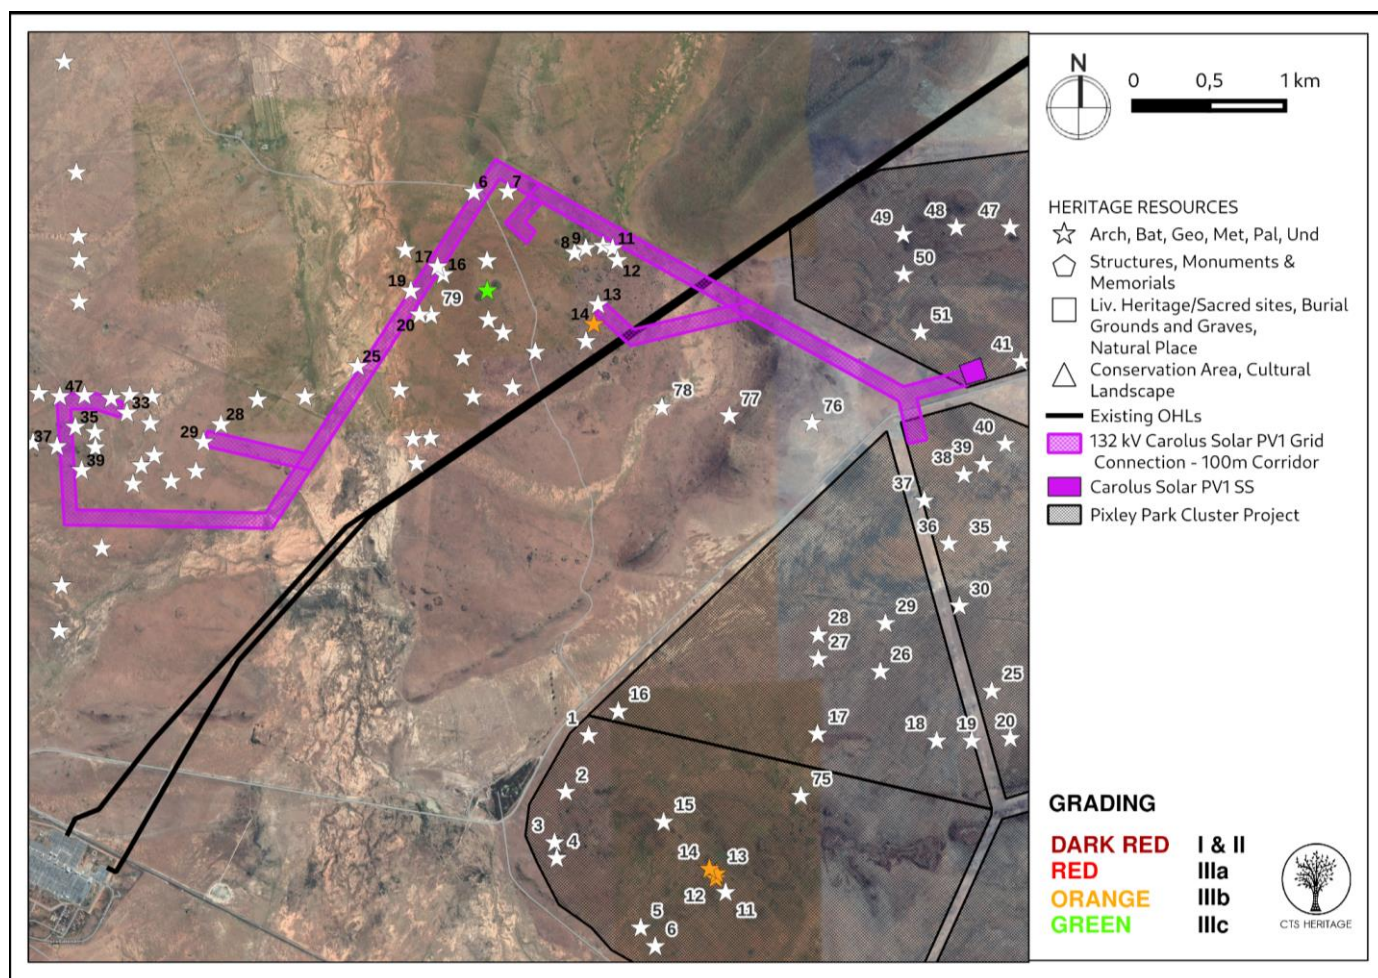 N
0
0,5
1 km
HERITAGE RESOURCES
Arch, Bat, Geo, Met, Pal, Und
Structures, Monuments &
Memorials
Liv. Heritage/Sacred sites, Burial
Grounds and Graves,
Natural Place
Conservation Area, Cultural
Landscape
Existing OHLs
132 kV Carolus Solar PV1 Grid
Connection - 100m Corridor
Carolus Solar PV1 SS
Pixley Park Cluster Project
GRADING
DARK RED I & II
RED IIIa
ORANGE IIIb
GREEN IIIc
CTS HERITAGE
6
7
8
9
11
12
17
16
19
79
20
13
14
25
47
33
35
37
39
28
29
49
48
47
50
51
41
78
77
76
40
39
38
37
36
35
30
29
28
27
26
25
16
1
17
18
19
20
2
75
15
3
4
14
13
12
11
5
6